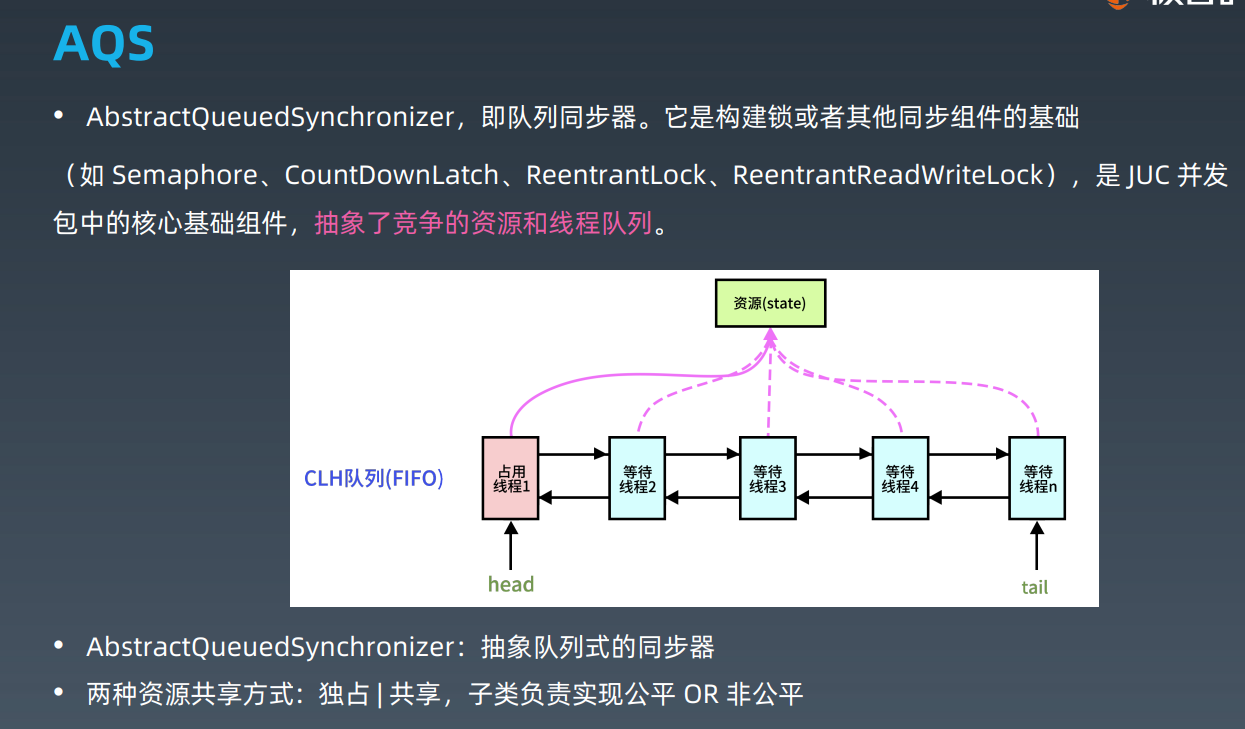 AQS
• AbstractQueuedSynchronizer，即队列同步器。它是构建锁或者其他同步组件的基础
（如 Semaphore、CountDownLatch、ReentrantLock、ReentrantReadWriteLock），是 JUC 并发
包中的核心基础组件，抽象了竞争的资源和线程队列。
资源(state)
CLH队列(FIFO)
占用
线程1
等待
线程2
等待
线程3
等待
线程4
等待
线程n
head
tail
• AbstractQueuedSynchronizer：抽象队列式的同步器
• 两种资源共享方式：独占 | 共享，子类负责实现公平 OR 非公平